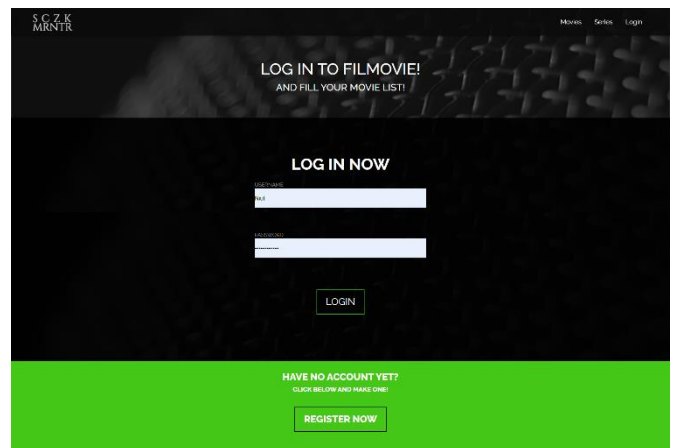 S C Z K
MRNTR
Movies Series Login
LOG IN TO FILMOVIE!
AND FILL YOUR MOVIE LIST!
LOG IN NOW
USERNAME
PASSWORD
LOGIN
HAVE NO ACCOUNT YET?
CLICK BELOW AND MAKE ONE!
REGISTER NOW